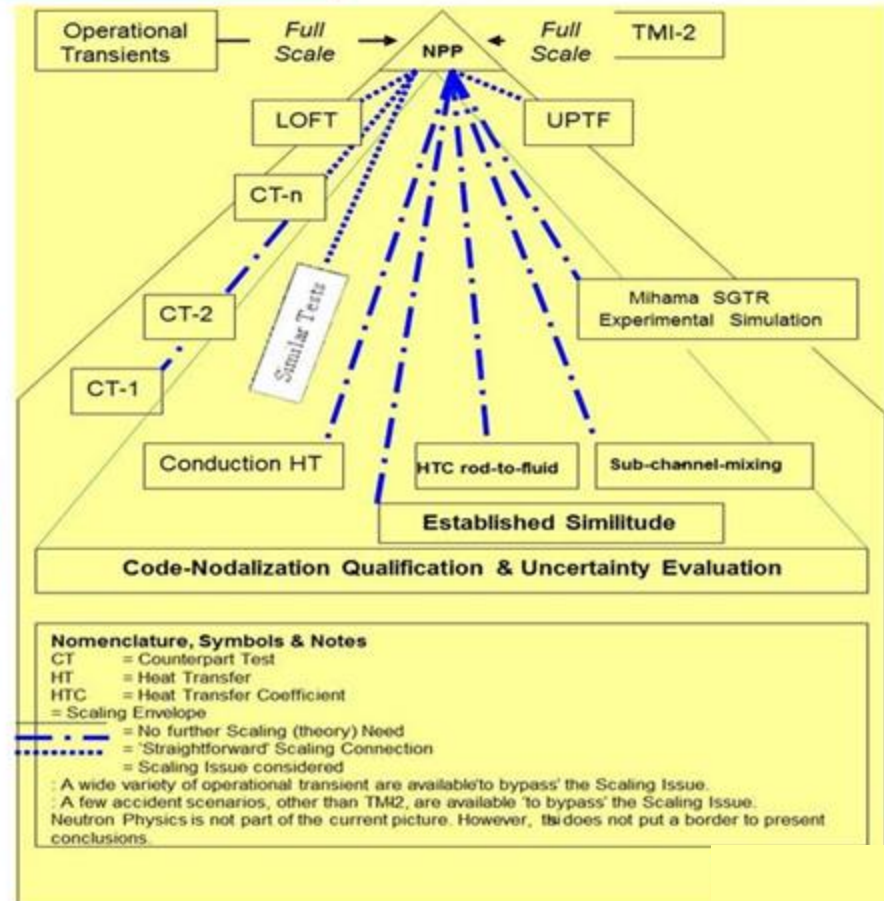 Operational
Transients
Full
Scale
NPP
Full
Scale
TMI-2
LOFT
UPTF
CT-n
CT-2
Similar Tests
Mihama SGTR
Experimental Simulation
CT-1
Conduction HT
HTC rod-to-fluid
Sub-channel-mixing
Established Similitude
Code-Nodalization Qualification & Uncertainty Evaluation
Nomenclature, Symbols & Notes
CT = Counterpart Test
HT = Heat Transfer
HTC = Heat Transfer Coefficient
= Scaling Envelope
= No further Scaling (theory) Need
= 'Straightforward' Scaling Connection
= Scaling Issue considered
: A wide variety of operational transient are available'to bypass' the Scaling Issue.
: A few accident scenarios, other than TMI2, are available 'to bypass' the Scaling Issue.
Neutron Physics is not part of the current picture. However, does not put a border to present
conclusions.